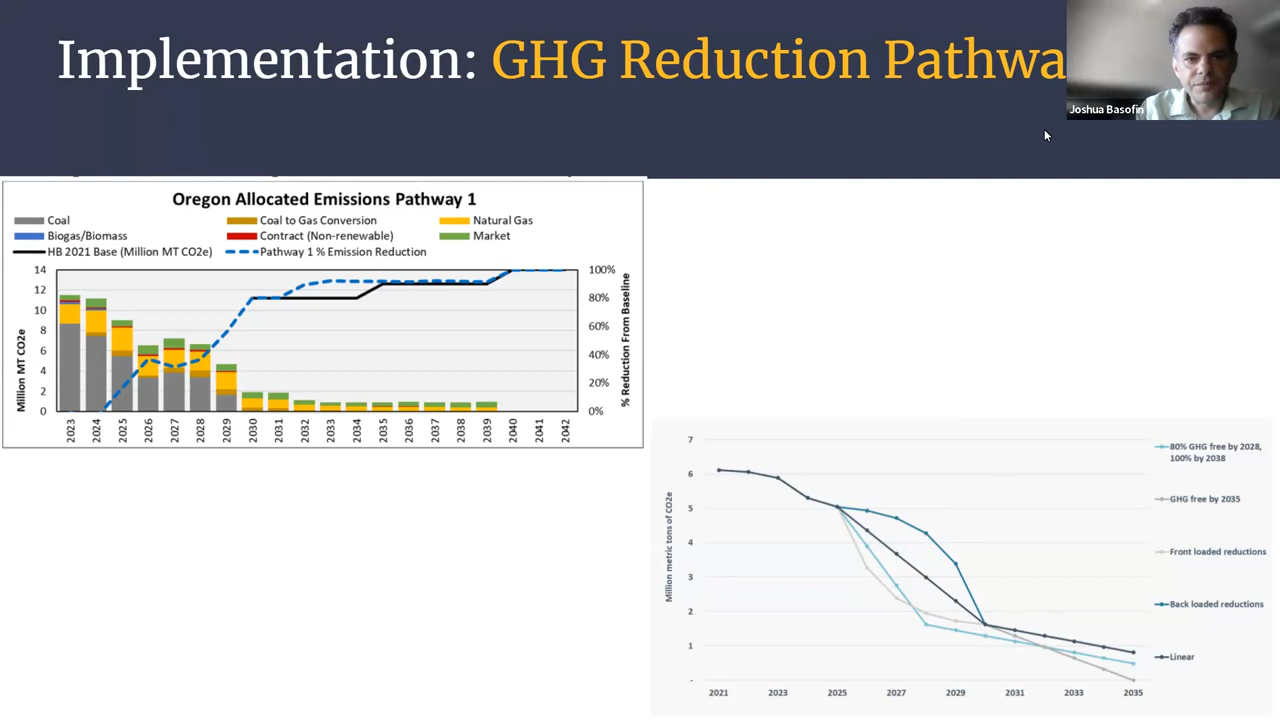 Implementation: GHG Reduction Pathwa
Joshua Basofin
Oregon Allocated Emissions Pathway 1
Coal
Coal to Gas Conversion
Natural Gas
Biogas/Biomass
Contract (Non-renewable)
Market
HB 2021 Base (Million MT CO2e)
Pathway 1 % Emission Reduction
Million MT CO2e
14
12
10
8
6
4
2
0
100%
80%
60%
40%
20%
0%
% Reduction From Baseline
2023
2024
2025
2026
2027
2028
2029
2030
2031
2032
2033
2034
2035
2036
2037
2038
2039
2040
2041
2042
Million metric tons of CO2e
7
6
5
4
3
2
1
-
2021
2023
2025
2027
2029
2031
2033
2035
80% GHG free by 2028,
100% by 2038
GHG free by 2035
Front loaded reductions
Back loaded reductions
Linear